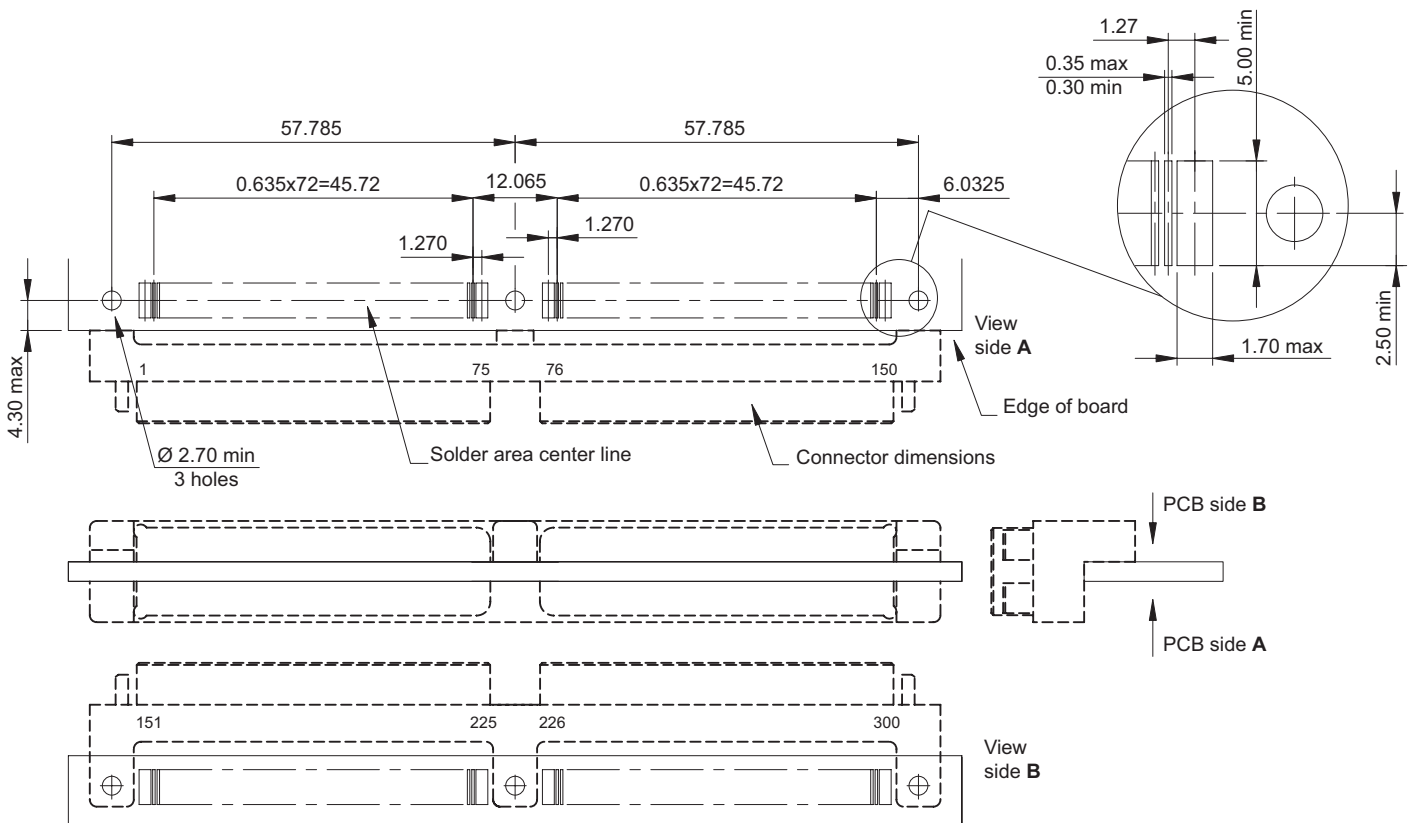 1.27
0.35 max
0.30 min
5.00 min
57.785
57.785
0.635x72=45.72
12.065
0.635x72=45.72
6.0325
1.270
1.270
4.30 max
2.50 min
1.70 max
View
side A
1
75
76
150
Edge of board
Ø 2.70 min
3 holes
Solder area center line
Connector dimensions
PCB side B
PCB side A
151
225
226
300
View
side B